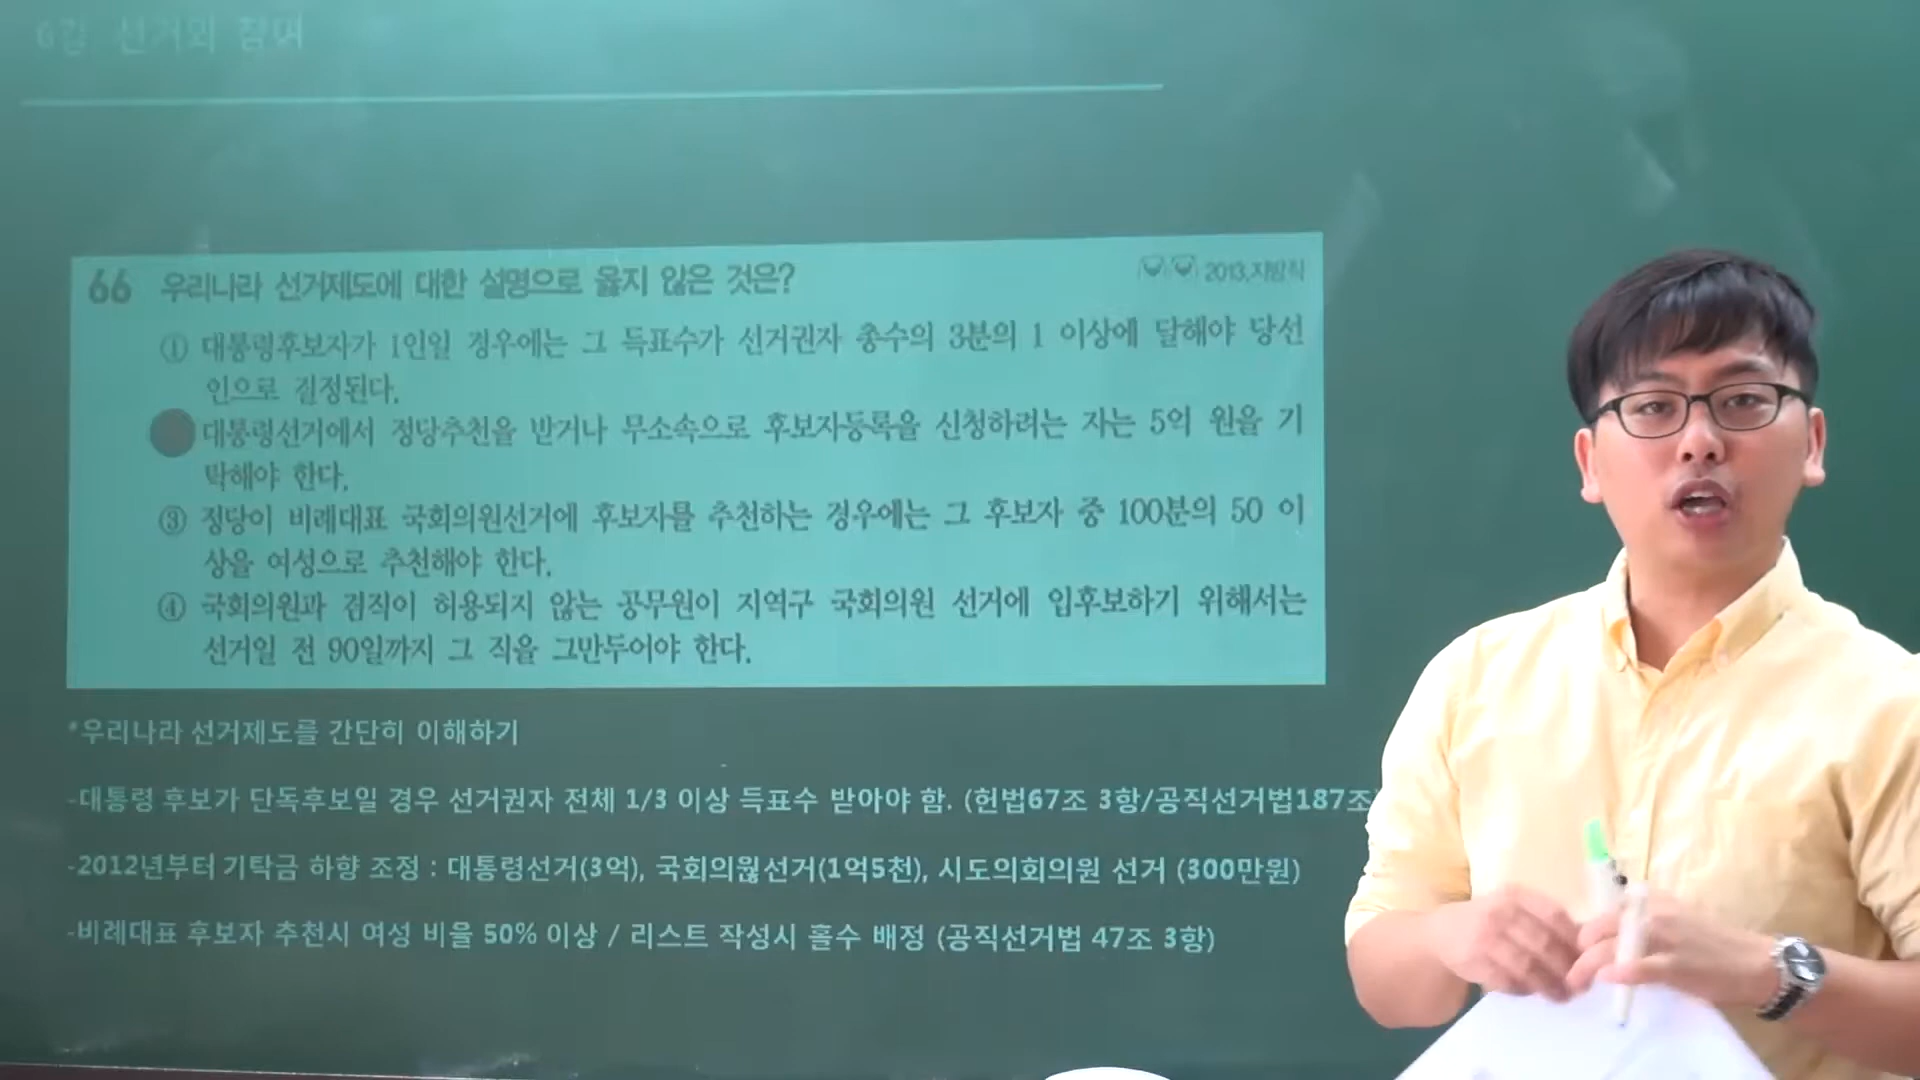 6강. 선거와 참여
66 우리나라 선거제도에 대한 설명으로 옳지 않은 것은? 2013.지방직
① 대통령후보자가 1인일 경우에는 그 득표수가 선거권자 총수의 3분의 1 이상에 달해야 당선
인으로 결정된다.
대통령선거에서 정당추천을 받거나 무소속으로 후보자등록을 신청하려는 자는 5억 원을 기
탁해야 한다.
③ 정당이 비례대표 국회의원선거에 후보자를 추천하는 경우에는 그 후보자 중 100분의 50 이
상을 여성으로 추천해야 한다.
④ 국회의원과 겸직이 허용되지 않는 공무원이 지역구 국회의원 선거에 입후보하기 위해서는
선거일 전 90일까지 그 직을 그만두어야 한다.
*우리나라 선거제도를 간단히 이해하기
-대통령 후보가 단독후보일 경우 선거권자 전체 1/3 이상 득표수 받아야 함. (헌법67조 3항/공직선거법187조)
-2012년부터 기탁금 하향 조정 : 대통령선거(3억), 국회의웒선거(1억5천), 시도의회의원 선거 (300만원)
-비례대표 후보자 추천시 여성 비율 50% 이상 / 리스트 작성시 홀수 배정 (공직선거법 47조 3항)